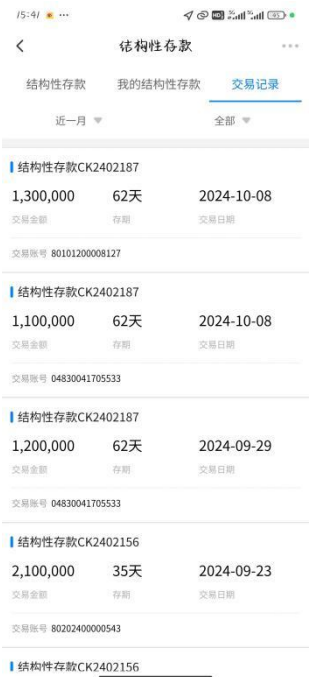 15:41
结构性存款
结构性存款 我的结构性存款 交易记录
近一月 全部
结构性存款CK2402187
1,300,000 62天 2024-10-08
交易金额 存期 交易日期
交易账号 80101200008127
结构性存款CK2402187
1,100,000 62天 2024-10-08
交易金额 存期 交易日期
交易账号 04830041705533
结构性存款CK2402187
1,200,000 62天 2024-09-29
交易金额 存期 交易日期
交易账号 04830041705533
结构性存款CK2402156
2,100,000 35天 2024-09-23
交易金额 存期 交易日期
交易账号 80202400000543
结构性存款CK2402156